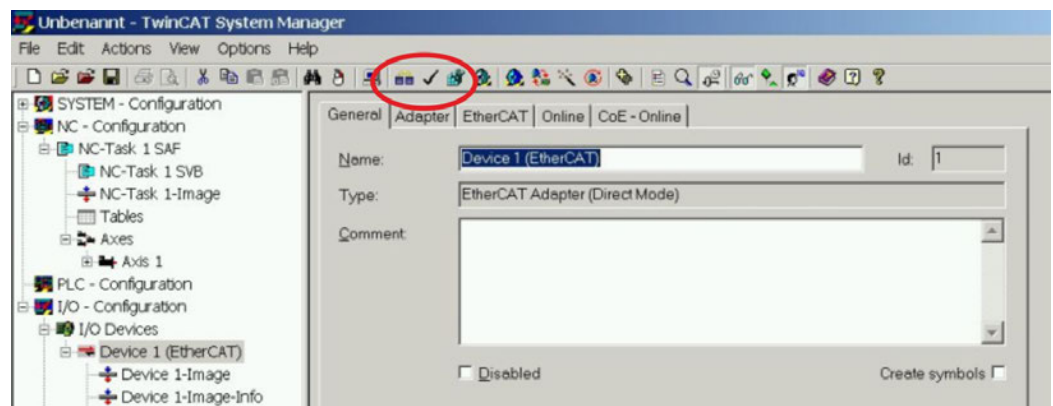 Unbenannt - TwinCAT System Manager
File Edit Actions View Options Help
SYSTEM - Configuration
NC - Configuration
NC-Task 1 SAF
NC-Task 1 SVB
NC-Task 1-Image
Tables
Axes
Axis 1
PLC - Configuration
I/O - Configuration
I/O Devices
Device 1 (EtherCAT)
Device 1-Image
Device 1-Image-Info
General Adapter EtherCAT Online CoE - Online
Name: Device 1 (EtherCAT) Id: 1
Type: EtherCAT Adapter (Direct Mode)
Comment:
Disabled Create symbols